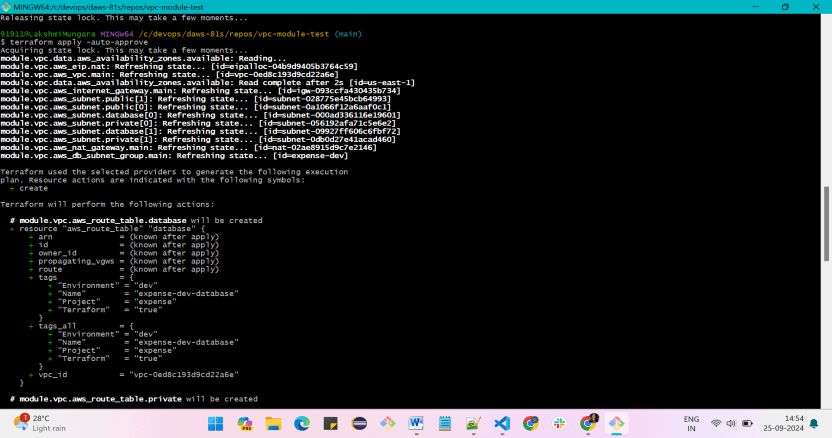 MINGW64:/c/devops/daws-81s/repos/vpc-module-test
Releasing state lock. This may take a few moments...
91911@LakshmiMungara MINGW64 /c/devops/daws-81s/repos/vpc-module-test (main)
$ terraform apply -auto-approve
Acquiring state lock. This may take a few moments...
module.vpc.data.aws_availability_zones.available: Reading...
module.vpc.aws_eip.nat: Refreshing state... [id=eipalloc-04b9d9405b3764c59]
module.vpc.aws_vpc.main: Refreshing state... [id=vpc-0ed8c193d9cd22a6e]
module.vpc.data.aws_availability_zones.available: Read complete after 2s [id=us-east-1]
module.vpc.aws_internet_gateway.main: Refreshing state... [id=igw-093ccfa430435b734]
module.vpc.aws_subnet.public[1]: Refreshing state... [id=subnet-028775e45bcb64993]
module.vpc.aws_subnet.public[0]: Refreshing state... [id=subnet-0a1066f12a6aaf0c1]
module.vpc.aws_subnet.database[0]: Refreshing state... [id=subnet-000ad336116e19601]
module.vpc.aws_subnet.private[0]: Refreshing state... [id=subnet-056192afa71c5e6e2]
module.vpc.aws_subnet.database[1]: Refreshing state... [id=subnet-09927ff606c6fbf72]
module.vpc.aws_subnet.private[1]: Refreshing state... [id=subnet-0db0d27e41acad460]
module.vpc.aws_nat_gateway.main: Refreshing state... [id=nat-02ae8915d9c7e2146]
module.vpc.aws_db_subnet_group.main: Refreshing state... [id=expense-dev]
Terraform used the selected providers to generate the following execution
plan. Resource actions are indicated with the following symbols:
+ create
Terraform will perform the following actions:
# module.vpc.aws_route_table.database will be created
+ resource "aws_route_table" "database" {
+ arn = (known after apply)
+ id = (known after apply)
+ owner_id = (known after apply)
+ propagating_vgws = (known after apply)
+ route = (known after apply)
+ tags = {
+ "Environment" = "dev"
+ "Name" = "expense-dev-database"
+ "Project" = "expense"
+ "Terraform" = "true"
}
+ tags_all = {
+ "Environment" = "dev"
+ "Name" = "expense-dev-database"
+ "Project" = "expense"
+ "Terraform" = "true"
}
+ vpc_id = "vpc-0ed8c193d9cd22a6e"
}
# module.vpc.aws_route_table.private will be created
1
28°C
Light rain
PRE
W
ENG
IN
14:54
25-09-2024